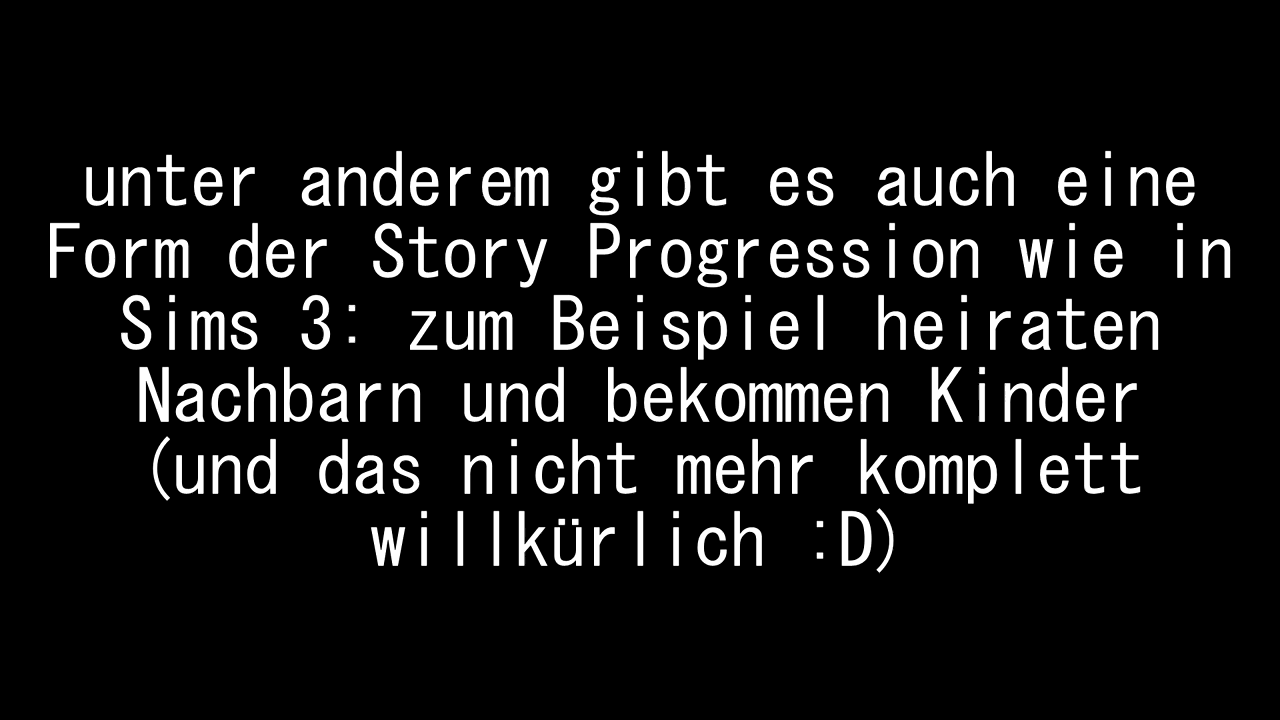 unter anderem gibt es auch eine
Form der Story Progression wie in
Sims 3: zum Beispiel heiraten
Nachbarn und bekommen Kinder
(und das nicht mehr komplett
willkürlich :D)